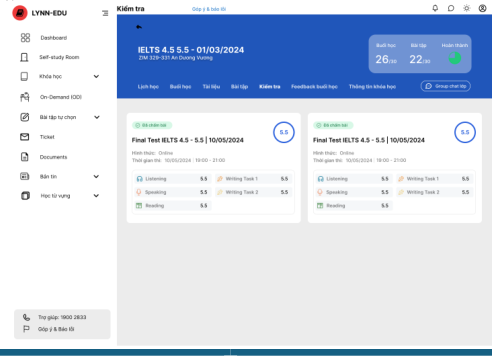 LYNN-EDU
Kiểm tra
Góp ý & báo lỗi
Dashboard
Self-study Room
Khóa học
On-Demand (OD)
Bài tập tự chọn
Ticket
Documents
Bản tin
Học từ vựng
Trợ giúp: 1900 2833
Góp ý & Báo lỗi
IELTS 4.5 5.5 - 01/03/2024
ZIM 329-331 An Duong Vuong
Buổi học
Bài tập
Hoàn thành
26/30
22/30
Lịch học
Buổi học
Tài liệu
Bài tập
Kiểm tra
Feedback buổi học
Thông tin khóa học
Group chat lớp
Đã chấm bài
5.5
Final Test IELTS 4.5 - 5.5 | 10/05/2024
Hình thức: Online
Thời gian thi: 10/05/2024 | 19:00 - 21:00
Listening 5.5 Writing Task 1 5.5
Speaking 5.5 Writing Task 2 5.5
Reading 5.5
Đã chấm bài
5.5
Final Test IELTS 4.5 - 5.5 | 10/05/2024
Hình thức: Online
Thời gian thi: 10/05/2024 | 19:00 - 21:00
Listening 5.5 Writing Task 1 5.5
Speaking 5.5 Writing Task 2 5.5
Reading 5.5